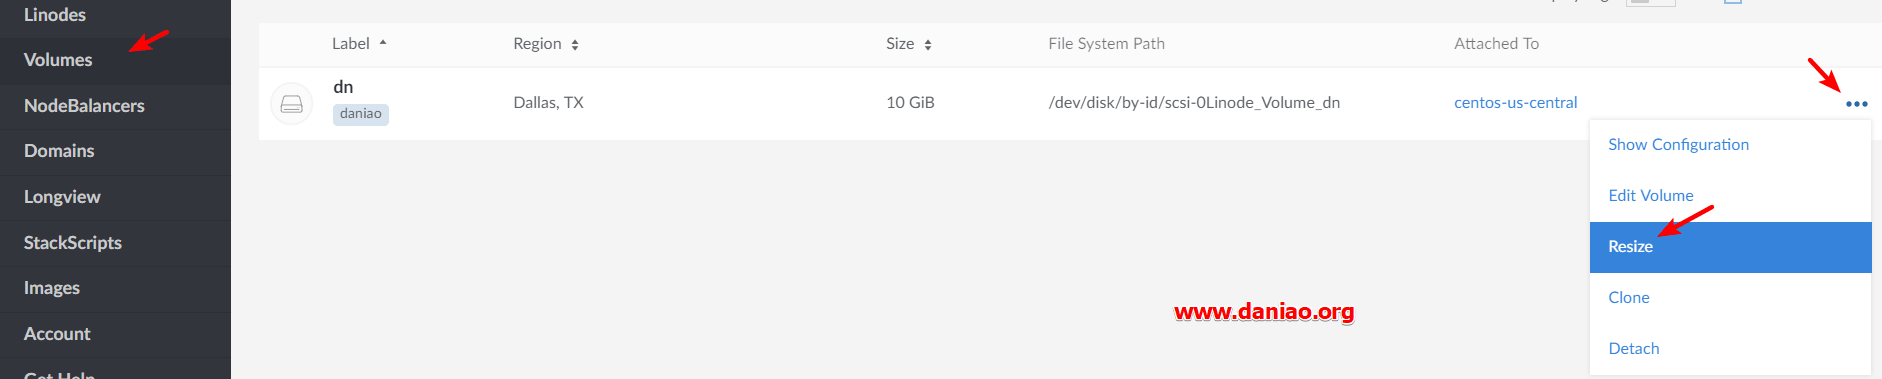 Linodes
Volumes
NodeBalancers
Domains
Longview
StackScripts
Images
Account
Get Help
Label Region Size File System Path Attached To
dn
daniao
Dallas, TX 10 GiB /dev/disk/by-id/scsi-0Linode_Volume_dn centos-us-central
Show Configuration
Edit Volume
Resize
Clone
Detach
www.daniao.org